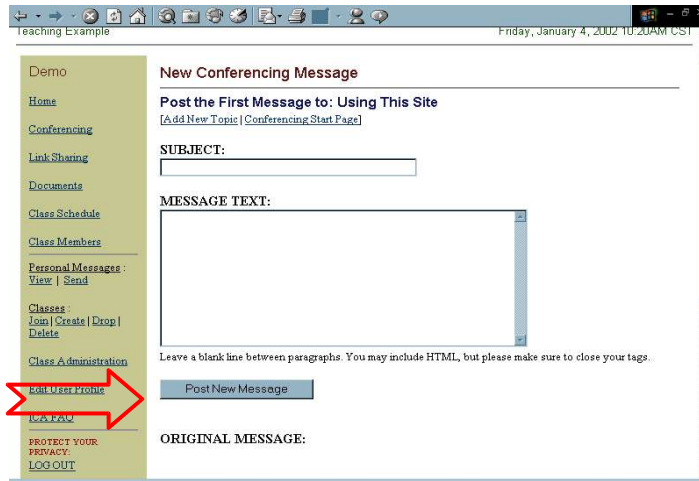 Teaching Example
Friday, January 4, 2002 10:20AM CST
Demo
Home
Conferencing
Link Sharing
Documents
Class Schedule
Class Members
Personal Messages :
View | Send
Classes :
Join | Create | Drop |
Delete
Class Administration
Edit User Profile
ICA FAQ
PROTECT YOUR
PRIVACY:
LOG OUT
New Conferencing Message
Post the First Message to: Using This Site
[Add New Topic | Conferencing Start Page]
SUBJECT:
MESSAGE TEXT:
Leave a blank line between paragraphs. You may include HTML, but please make sure to close your tags.
Post New Message
ORIGINAL MESSAGE: